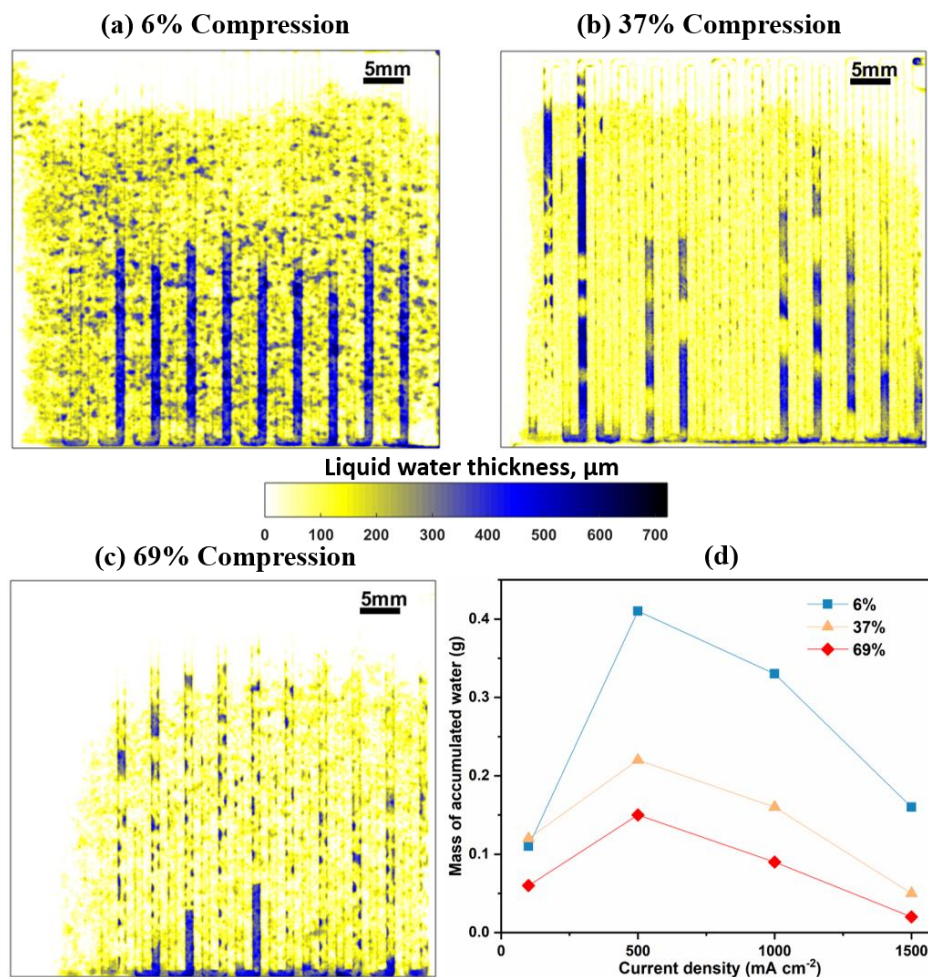 (a) 6% Compression
(b) 37% Compression
5mm
5mm
Liquid water thickness, µm
0 100 200 300 400 500 600 700
(c) 69% Compression
(d)
5mm
6%
37%
69%
Mass of accumulated water (g)
0.4
0.3
0.2
0.1
0.0
0 500 1000 1500
Current density (mA cm⁻²)